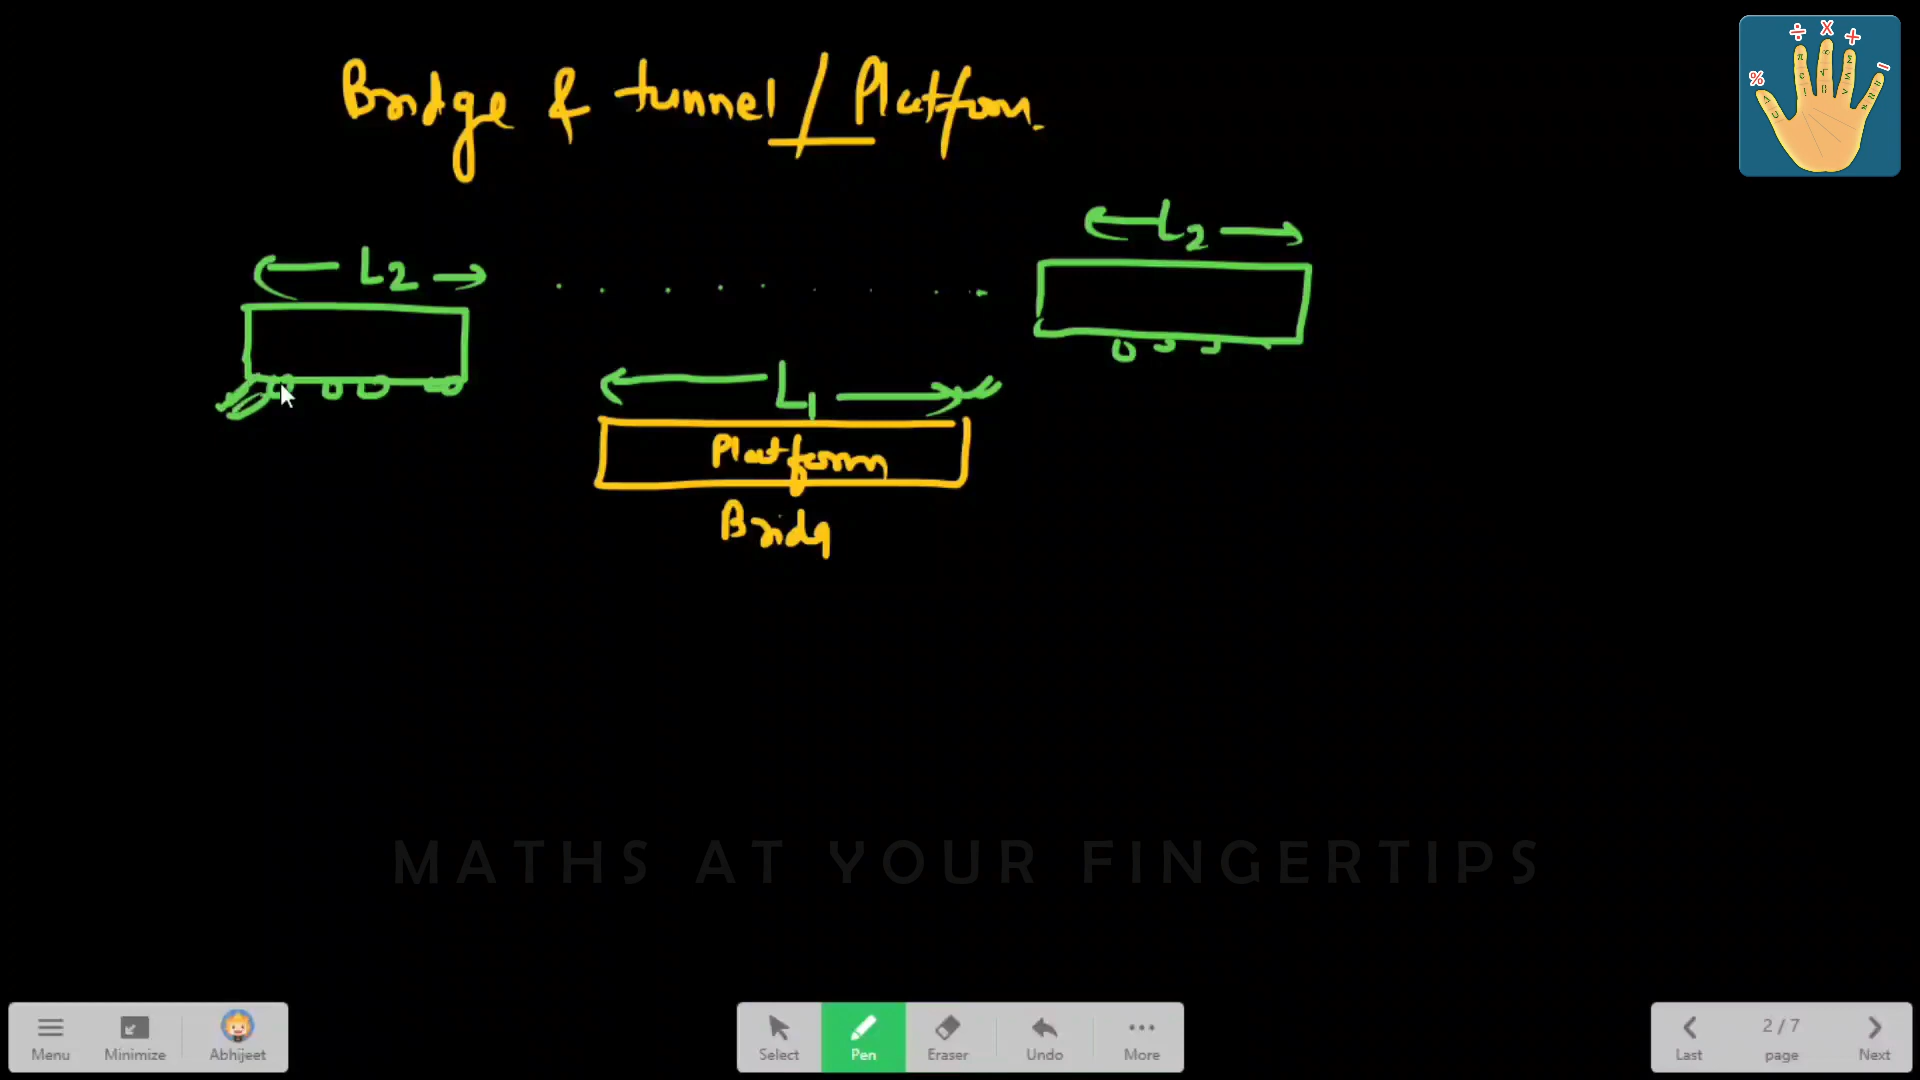 Bridge & tunnel / Platform.
L2
L2
L1
Platform
Bridg
MATHS AT YOUR FINGERTIPS
Menu Minimize Abhijeet Select Pen Eraser Undo More Last 2 / 7 page Next